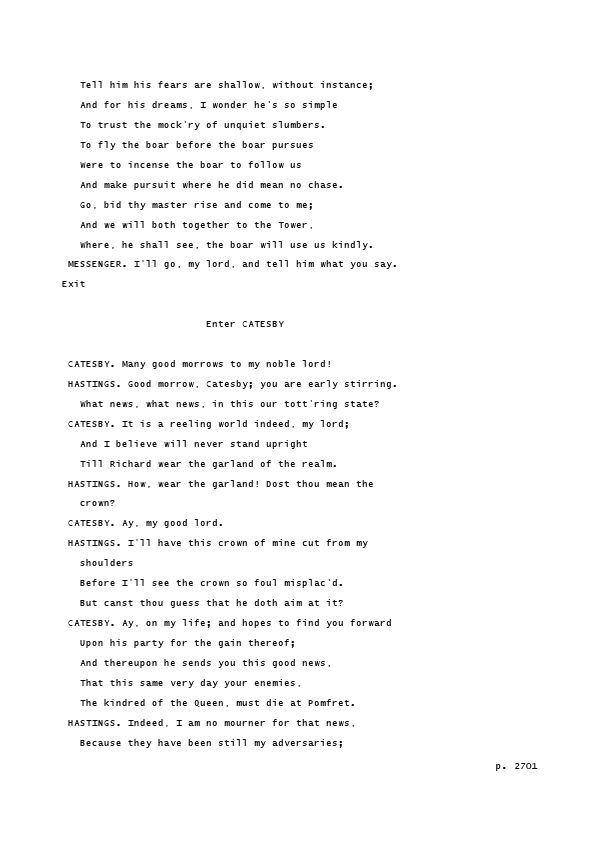 Tell him his fears are shallow, without instance;
And for his dreams, I wonder he's so simple
To trust the mock'ry of unquiet slumbers.
To fly the boar before the boar pursues
Were to incense the boar to follow us
And make pursuit where he did mean no chase.
Go, bid thy master rise and come to me;
And we will both together to the Tower,
Where, he shall see, the boar will use us kindly.
MESSENGER. I'll go, my lord, and tell him what you say.
Exit
Enter CATESBY
CATESBY. Many good morrows to my noble lord!
HASTINGS. Good morrow, Catesby; you are early stirring.
What news, what news, in this our tott'ring state?
CATESBY. It is a reeling world indeed, my lord;
And I believe will never stand upright
Till Richard wear the garland of the realm.
HASTINGS. How, wear the garland! Dost thou mean the
crown?
CATESBY. Ay, my good lord.
HASTINGS. I'll have this crown of mine cut from my
shoulders
Before I'll see the crown so foul misplac'd.
But canst thou guess that he doth aim at it?
CATESBY. Ay, on my life; and hopes to find you forward
Upon his party for the gain thereof;
And thereupon he sends you this good news,
That this same very day your enemies,
The kindred of the Queen, must die at Pomfret.
HASTINGS. Indeed, I am no mourner for that news,
Because they have been still my adversaries;
p. 2701